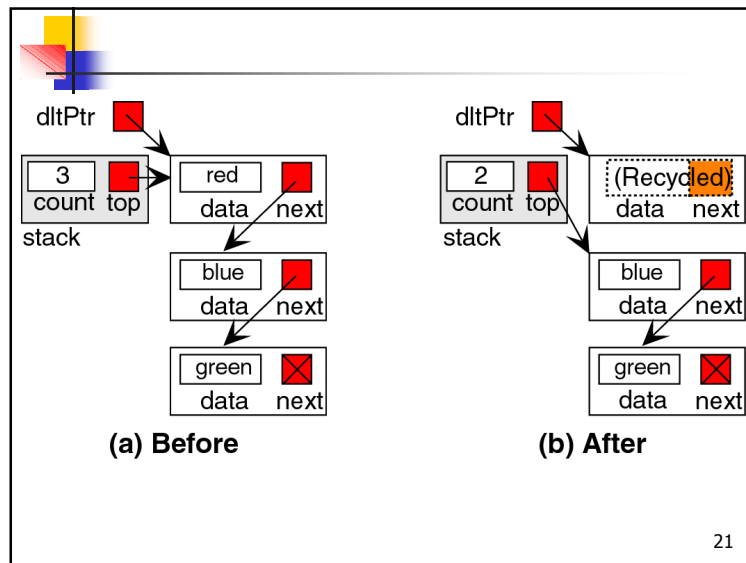 dltPtr
3
count top
stack
red
data next
blue
data next
green
data next
(a) Before
dltPtr
2
count top
stack
(Recycled)
data next
blue
data next
green
data next
(b) After
21